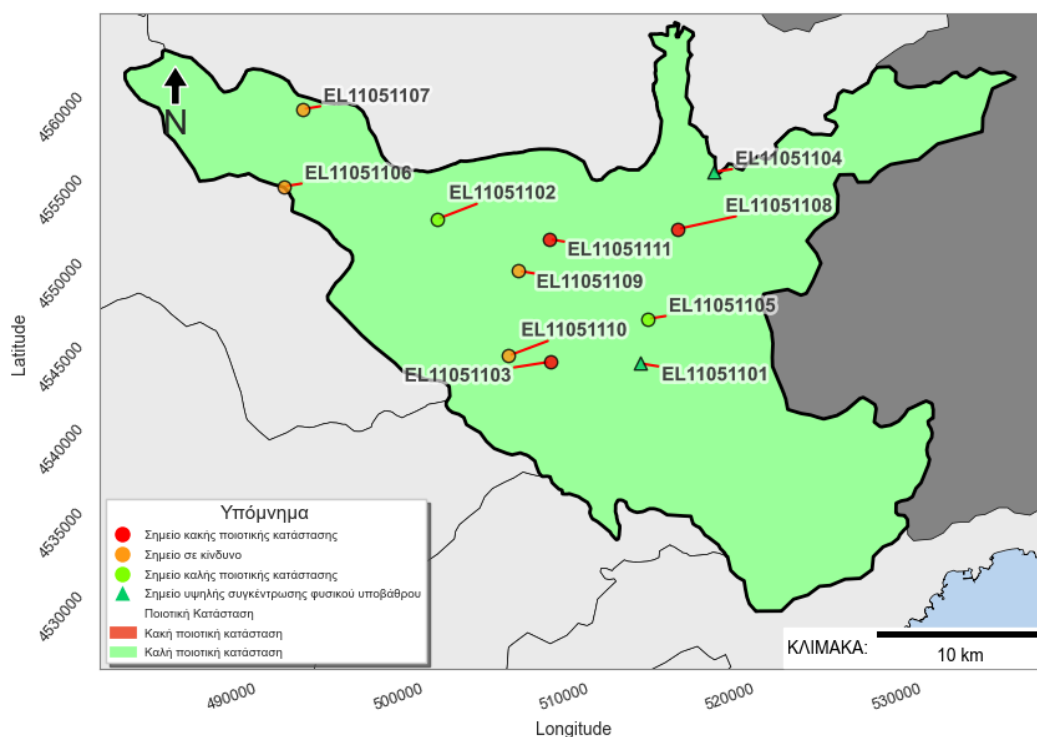 4560000
4555000
4550000
4545000
4540000
4535000
4530000
Latitude
N
EL11051107
EL11051106
EL11051102
EL11051104
EL11051108
EL11051111
EL11051109
EL11051105
EL11051110
EL11051103
EL11051101
Υπόμνημα
Σημείο κακής ποιοτικής κατάστασης
Σημείο σε κίνδυνο
Σημείο καλής ποιοτικής κατάστασης
Σημείο υψηλής συγκέντρωσης φυσικού υποβάθρου
Ποιοτική Κατάσταση
Κακή ποιοτική κατάσταση
Καλή ποιοτική κατάσταση
ΚΛΙΜΑΚΑ:
10 km
490000
500000
510000
520000
530000
Longitude